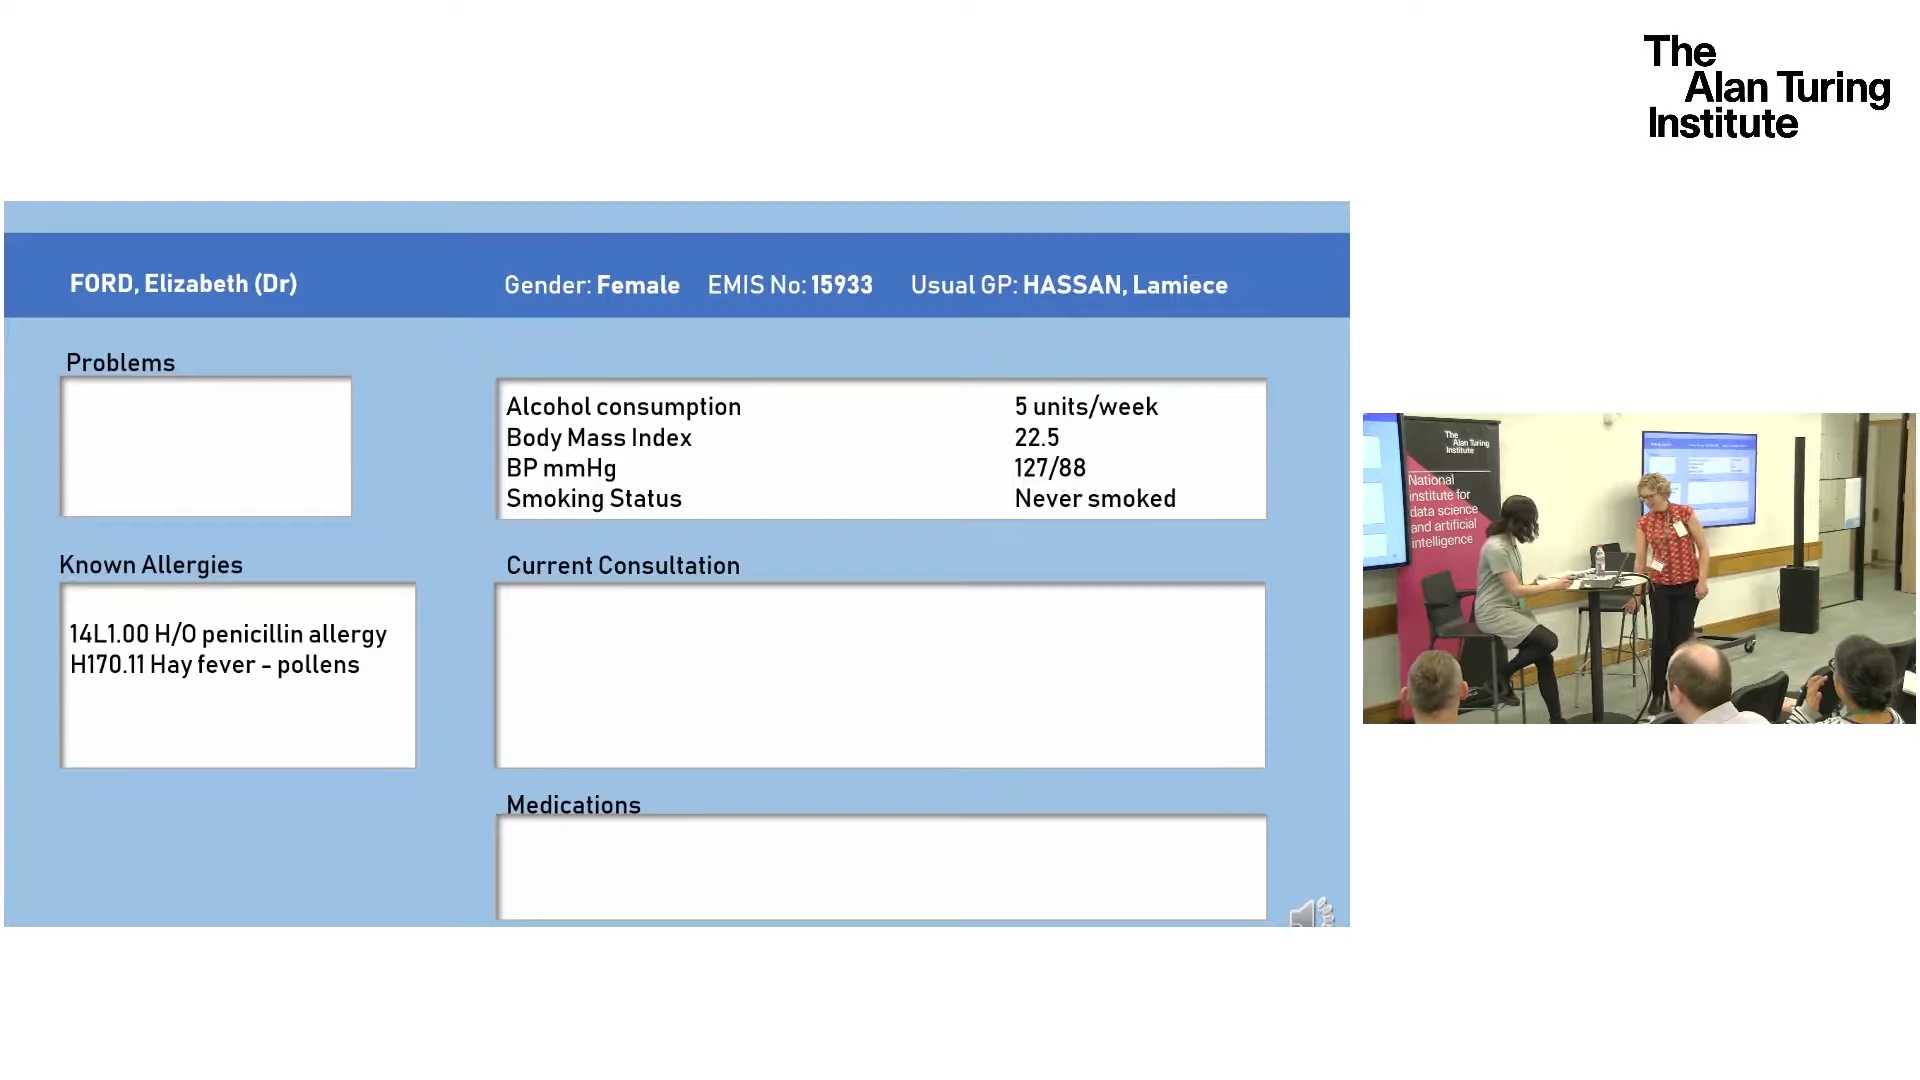 The
Alan Turing
Institute
FORD, Elizabeth (Dr)
Gender: Female EMIS No: 15933 Usual GP: HASSAN, Lamiece
Problems
Alcohol consumption 5 units/week
Body Mass Index 22.5
BP mmHg 127/88
Smoking Status Never smoked
Known Allergies
14L1.00 H/O penicillin allergy
H170.11 Hay fever - pollens
Current Consultation
Medications
The
Alan Turing
Institute
National
institute for
data science
and artificial
intelligence